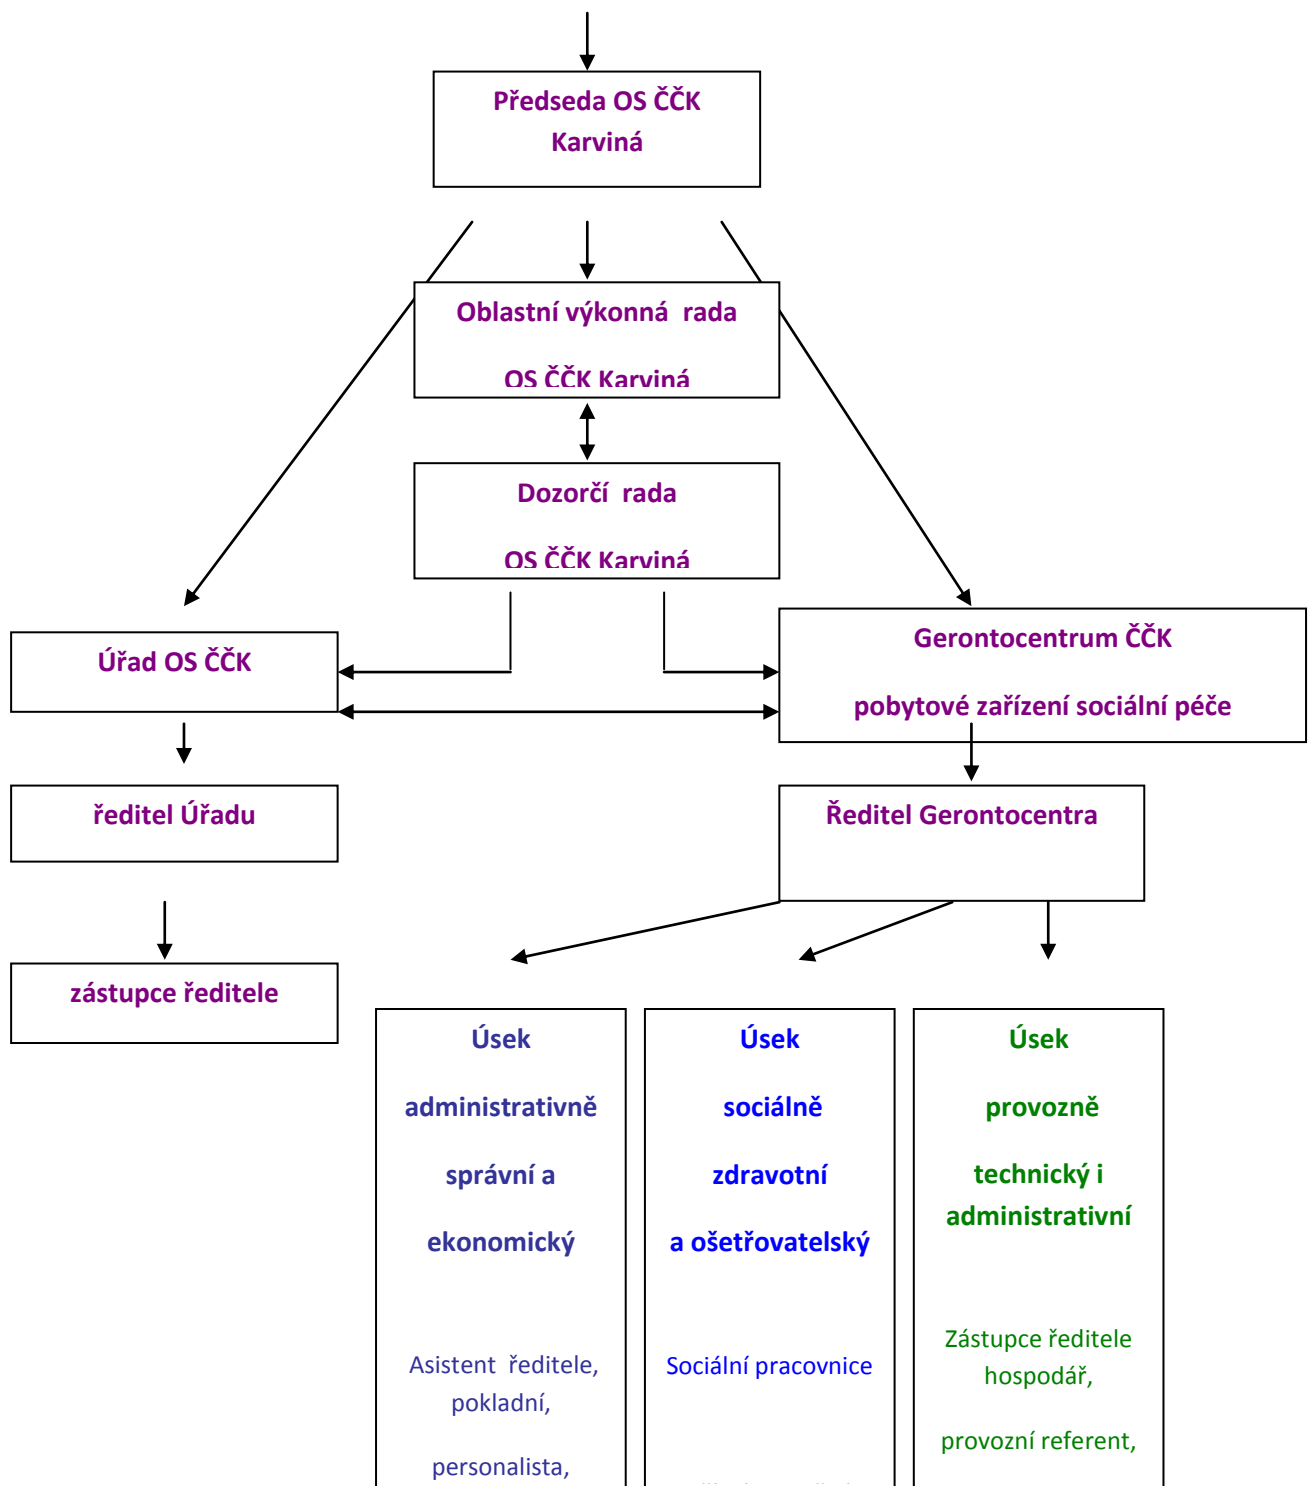 Předseda OS ČČK
Karviná
Oblastní výkonná  rada
OS ČČK Karviná
Dozorčí  rada
OS ČČK Karviná
Úřad OS ČČK
Gerontocentrum ČČK
pobytové zařízení sociální péče
ředitel Úřadu
Ředitel Gerontocentra
zástupce ředitele
Úsek
administrativně
správní a
ekonomický
Asistent  ředitele,
pokladní,
personalista,
Úsek
sociálně
zdravotní
a ošetřovatelský
Sociální pracovnice
Úsek
provozně
technický i
administrativní
Zástupce ředitele
hospodář,
provozní referent,